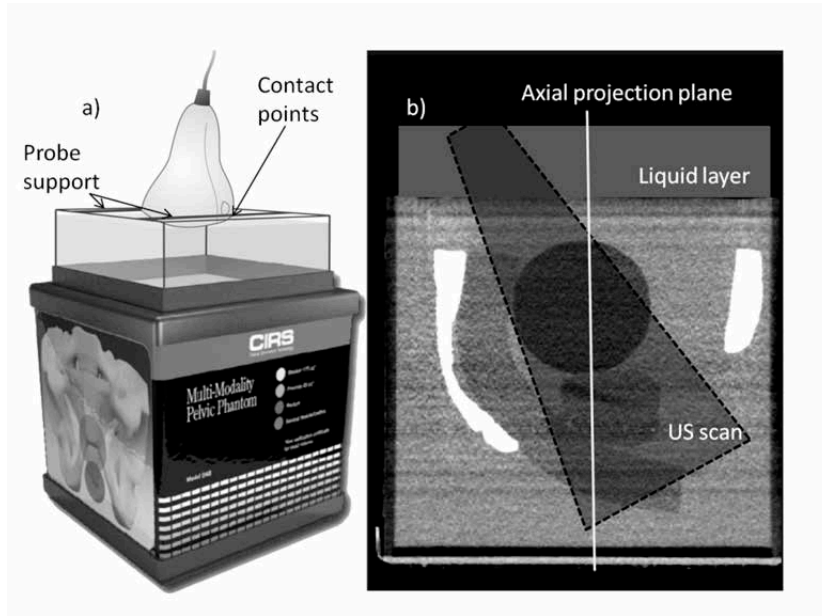 a)
Contact
points
Probe
support
CIRS
Multi-Modality
Pelvic Phantom
b)
Axial projection plane
Liquid layer
US scan